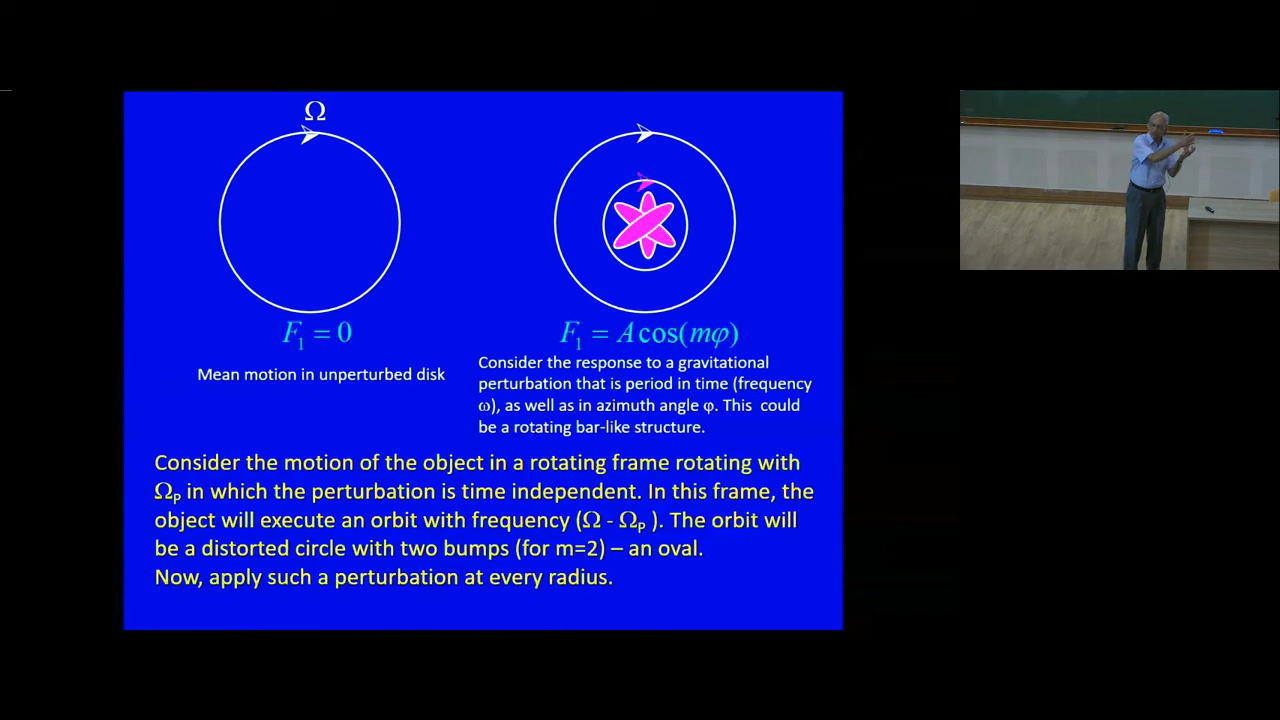 Ω
F₁ = 0
F₁ = A cos(mφ)
Mean motion in unperturbed disk
Consider the response to a gravitational
perturbation that is period in time (frequency
ω), as well as in azimuth angle φ. This could
be a rotating bar-like structure.
Consider the motion of the object in a rotating frame rotating with
Ωₚ in which the perturbation is time independent. In this frame, the
object will execute an orbit with frequency (Ω - Ωₚ ). The orbit will
be a distorted circle with two bumps (for m=2) – an oval.
Now, apply such a perturbation at every radius.